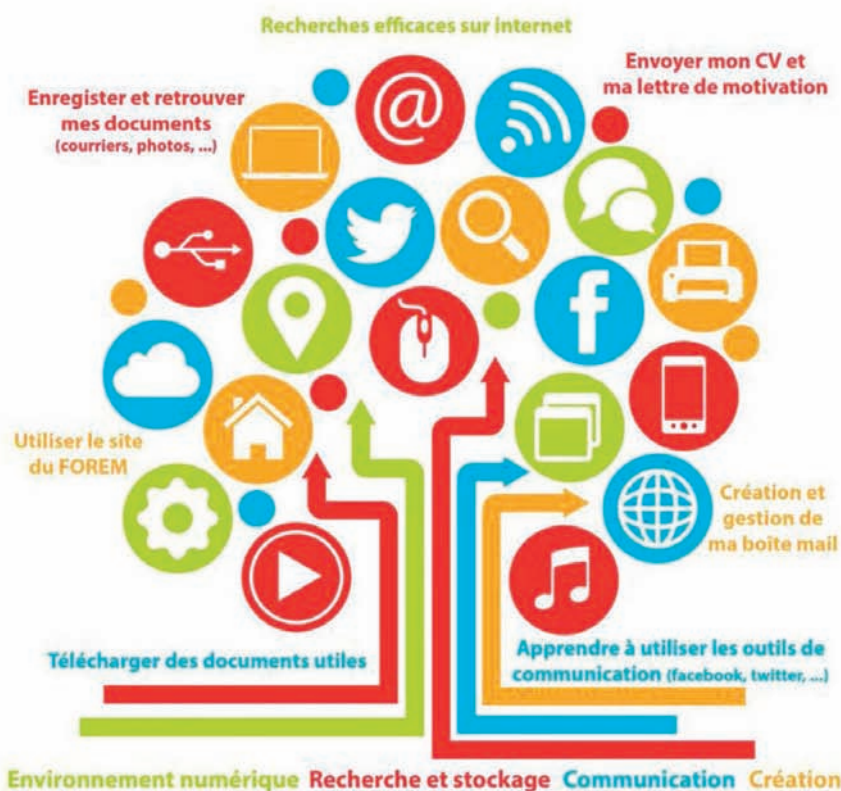 Recherches efficaces sur internet
Envoyer mon CV et
ma lettre de motivation
Enregister et retrouver
mes documents
(courriers, photos, ...)
Utiliser le site
du FOREM
Création et
gestion de
ma boite mail
Télécharger des documents utiles
Apprendre à utiliser les outils de
communication (facebook, twitter, ...)
Environnement numérique Recherche et stockage Communication Création